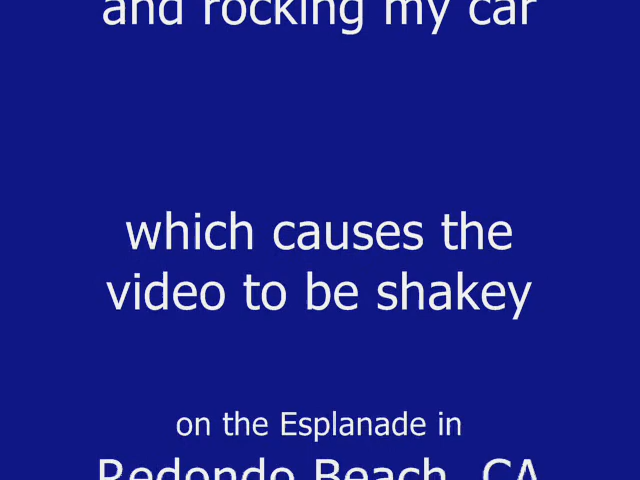 and rocking my car
which causes the
video to be shakey
on the Esplanade in
Redondo Beach, CA